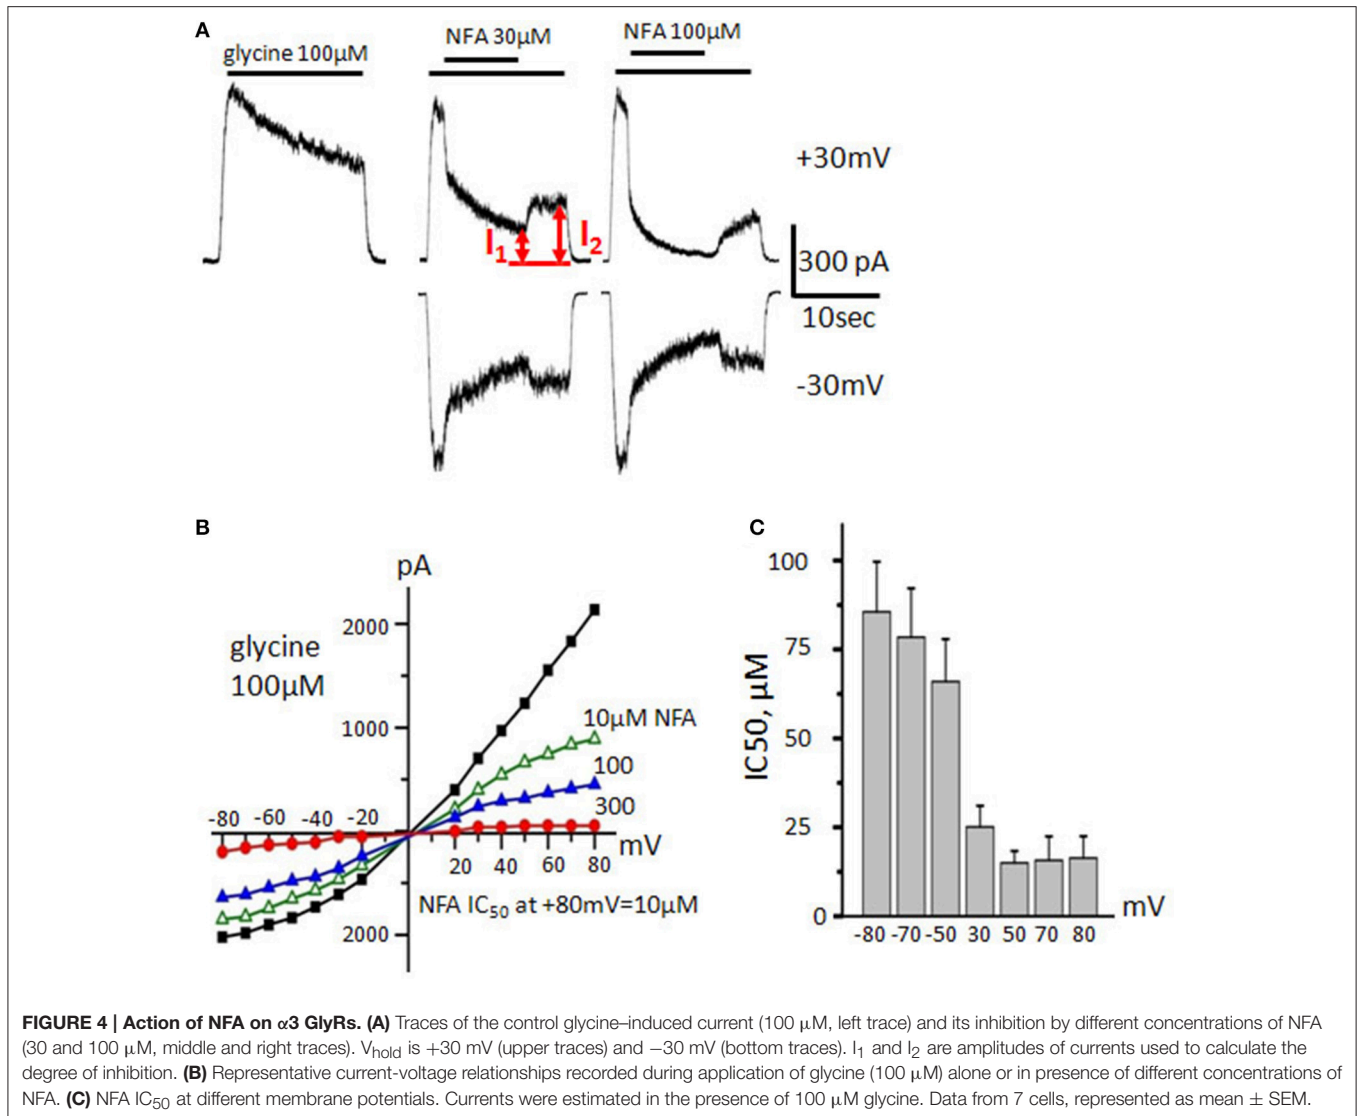 A
glycine 100µM
NFA 30µM
NFA 100µM
+30mV
I1
I2
300 pA
10sec
-30mV
B
pA
glycine
100µM
2000
1000
10µM NFA
100
300
-80 -60 -40 -20
mV
20 40 60 80
NFA IC50 at +80mV=10µM
2000
C
IC50, µM
100
75
50
25
0
mV
-80 -70 -50 30 50 70 80
FIGURE 4 | Action of NFA on α3 GlyRs. (A) Traces of the control glycine–induced current (100 µM, left trace) and its inhibition by different concentrations of NFA
(30 and 100 µM, middle and right traces). Vhold is +30 mV (upper traces) and −30 mV (bottom traces). I1 and I2 are amplitudes of currents used to calculate the
degree of inhibition. (B) Representative current-voltage relationships recorded during application of glycine (100 µM) alone or in presence of different concentrations of
NFA. (C) NFA IC50 at different membrane potentials. Currents were estimated in the presence of 100 µM glycine. Data from 7 cells, represented as mean ± SEM.